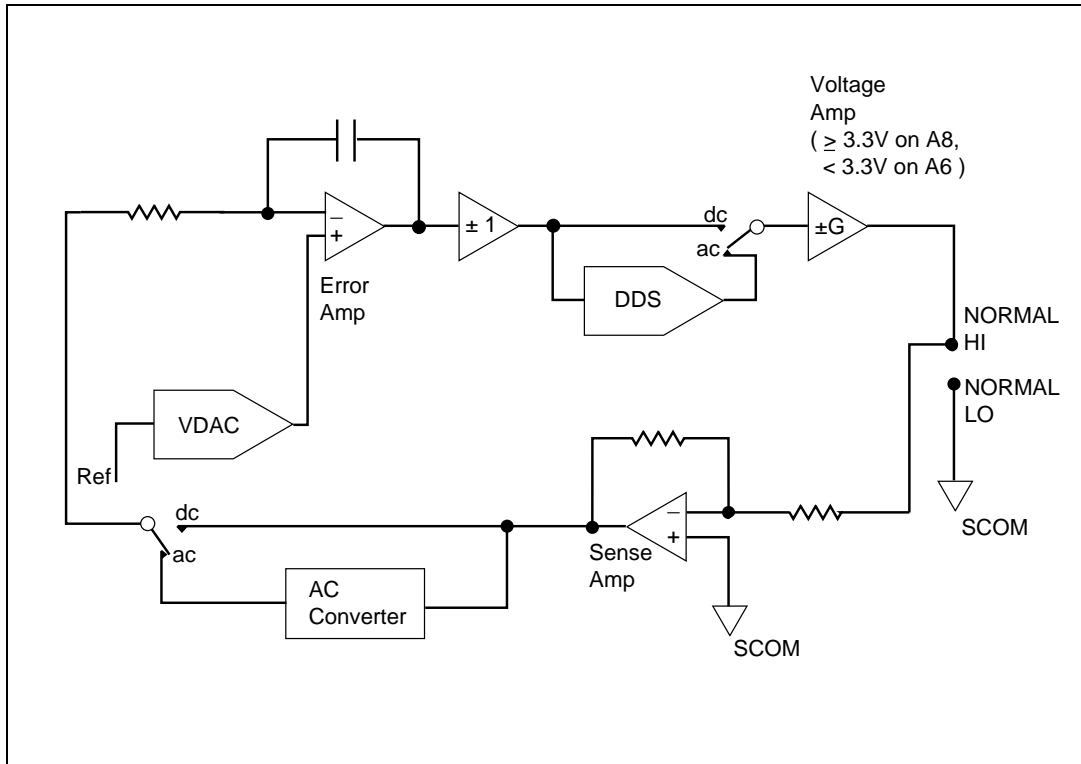 Voltage
Amp
( ≥ 3.3V on A8,
< 3.3V on A6 )
−
+
Error
Amp
± 1
dc
ac
±G
DDS
NORMAL
HI
NORMAL
LO
VDAC
Ref
SCOM
dc
ac
−
+
Sense
Amp
AC
Converter
SCOM